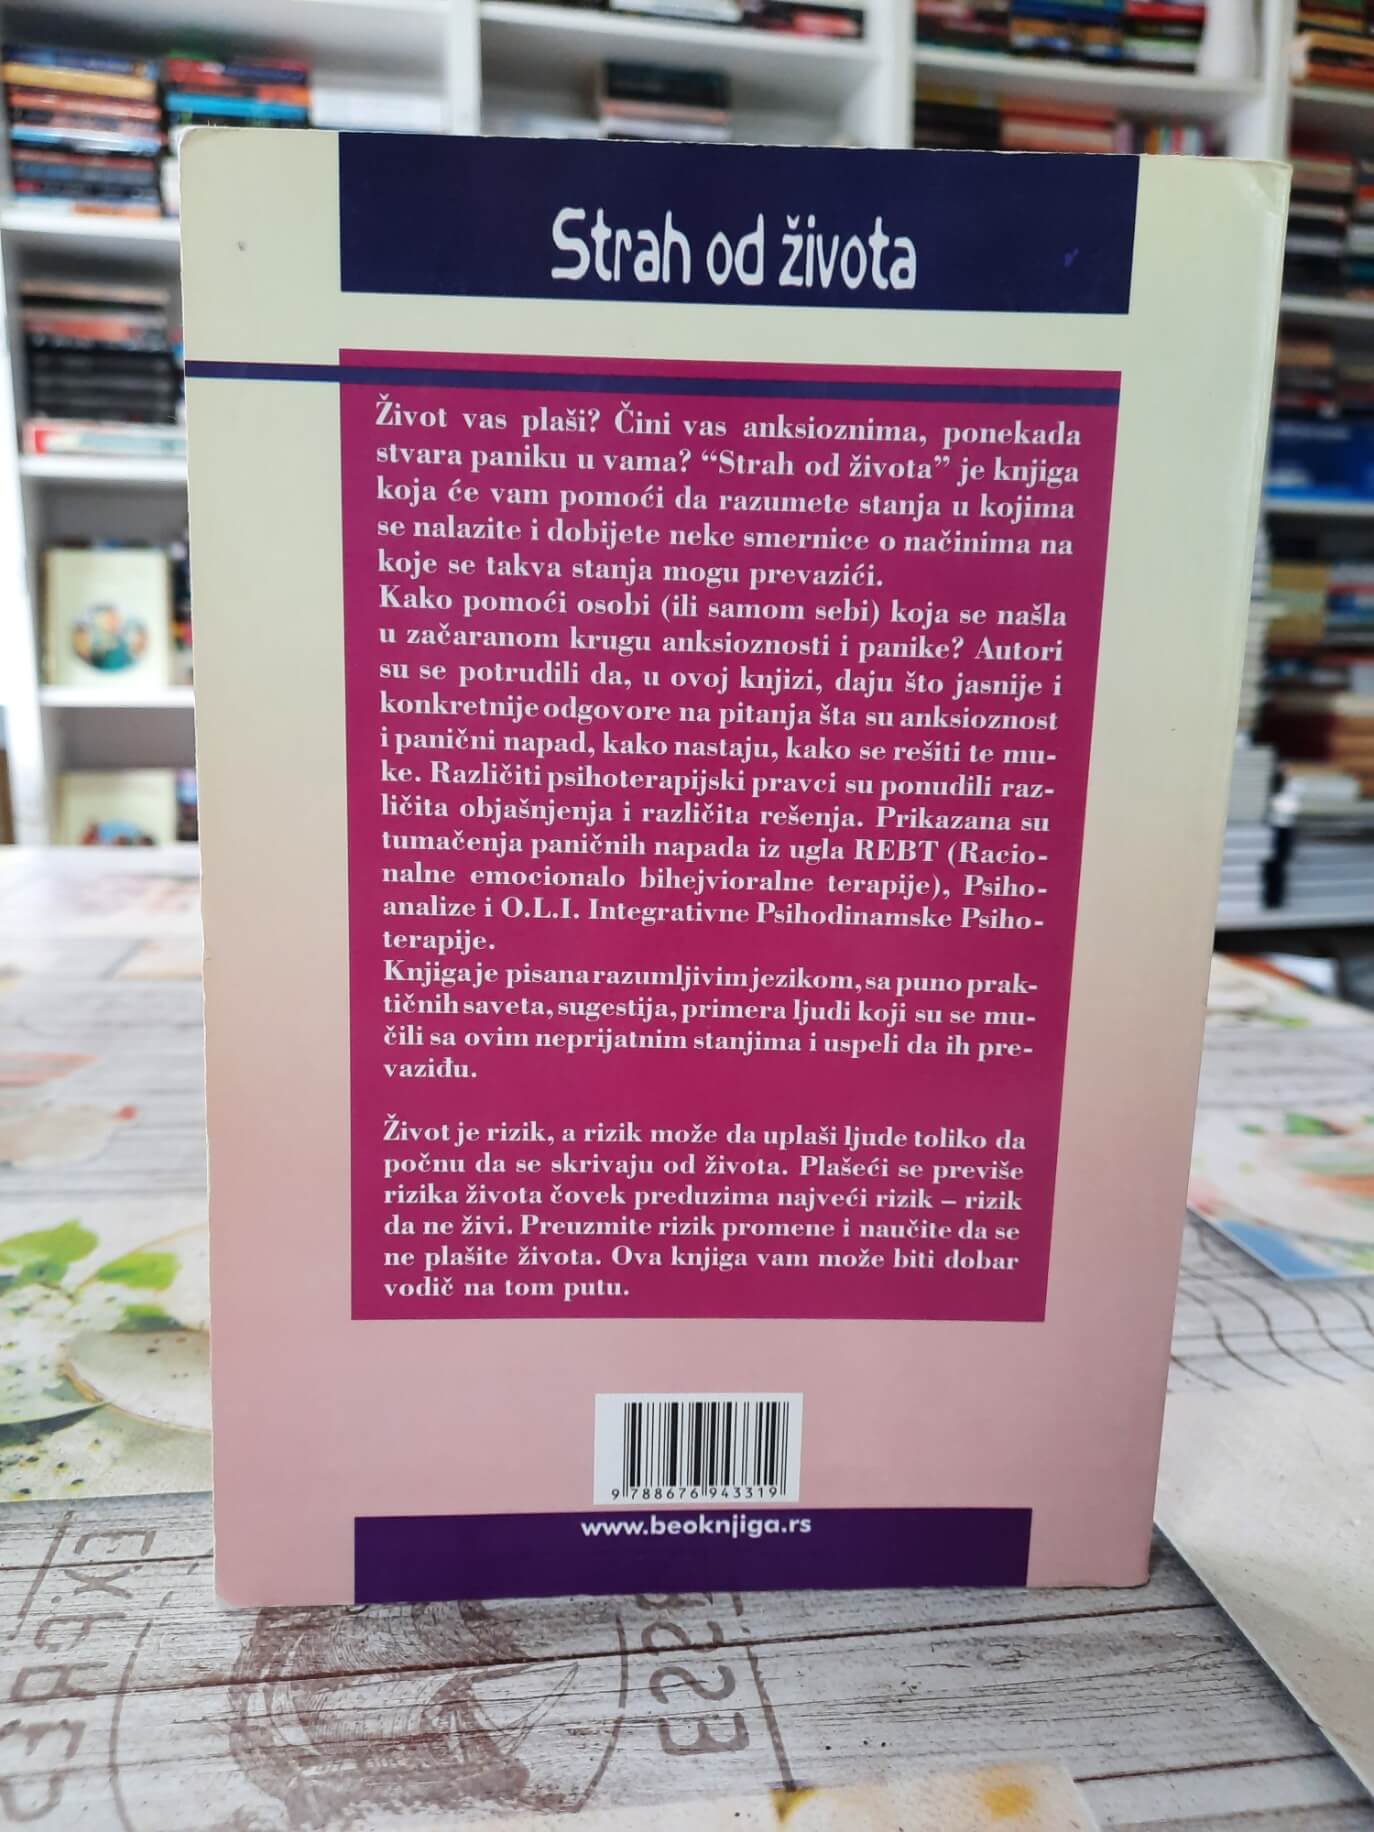 Strah od života
Život vas plaši? Čini vas anksioznima, ponekada
stvara paniku u vama? “Strah od života” je knjiga
koja će vam pomoći da razumete stanja u kojima
se nalazite i dobijete neke smernice o načinima na
koje se takva stanja mogu prevazići.
Kako pomoći osobi (ili samom sebi) koja se našla
u začaranom krugu anksioznosti i panike? Autori
su se potrudili da, u ovoj knjizi, daju što jasnije i
konkretnije odgovore na pitanja šta su anksioznost
i panični napad, kako nastaju, kako se rešiti te mu-
ke. Različiti psihoterapijski pravci su ponudili raz-
ličita objašnjenja i različita rešenja. Prikazana su
tumačenja paničnih napada iz ugla REBT (Racio-
nalne emocionalo bihejvioralne terapije), Psiho-
analize i O.L.I. Integrativne Psihodinamske Psiho-
terapije.
Knjiga je pisana razumljivim jezikom, sa puno prak-
tičnih saveta, sugestija, primera ljudi koji su se mu-
čili sa ovim neprijatnim stanjima i uspeli da ih pre-
vaziđu.
Život je rizik, a rizik može da uplaši ljude toliko da
počnu da se skrivaju od života. Plašeći se previše
rizika života čovek preduzima najveći rizik – rizik
da ne živi. Preuzmite rizik promene i naučite da se
ne plašite života. Ova knjiga vam može biti dobar
vodič na tom putu.
9 788676 943319
www.beoknjiga.rs